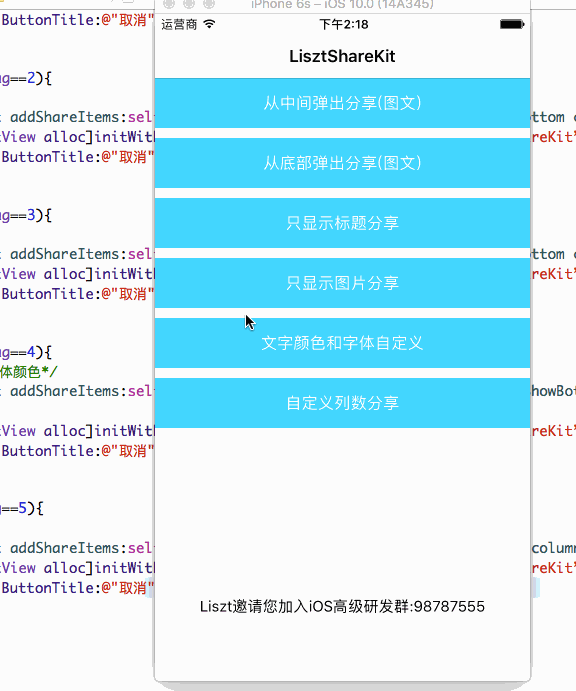 iPhone 6s – iOS 10.0 (14A345)
运营商 下午2:18
LisztShareKit
从中间弹出分享(图文)
从底部弹出分享(图文)
只显示标题分享
只显示图片分享
文字颜色和字体自定义
自定义列数分享
Liszt邀请您加入iOS高级研发群:98787555
ButtonTitle:@"取消"
g==2){
addShareItems:sel ttom
tView alloc]initWit reKit"
ButtonTitle:@"取消"
g==3){
addShareItems:sel ttom
tView alloc]initWit reKit"
ButtonTitle:@"取消"
g==4){
体颜色*/
addShareItems:sel howBot
tView alloc]initWit reKit"
ButtonTitle:@"取消"
g==5){
addShareItems:sel column
tView alloc]initWit reKit"
ButtonTitle:@"取消"